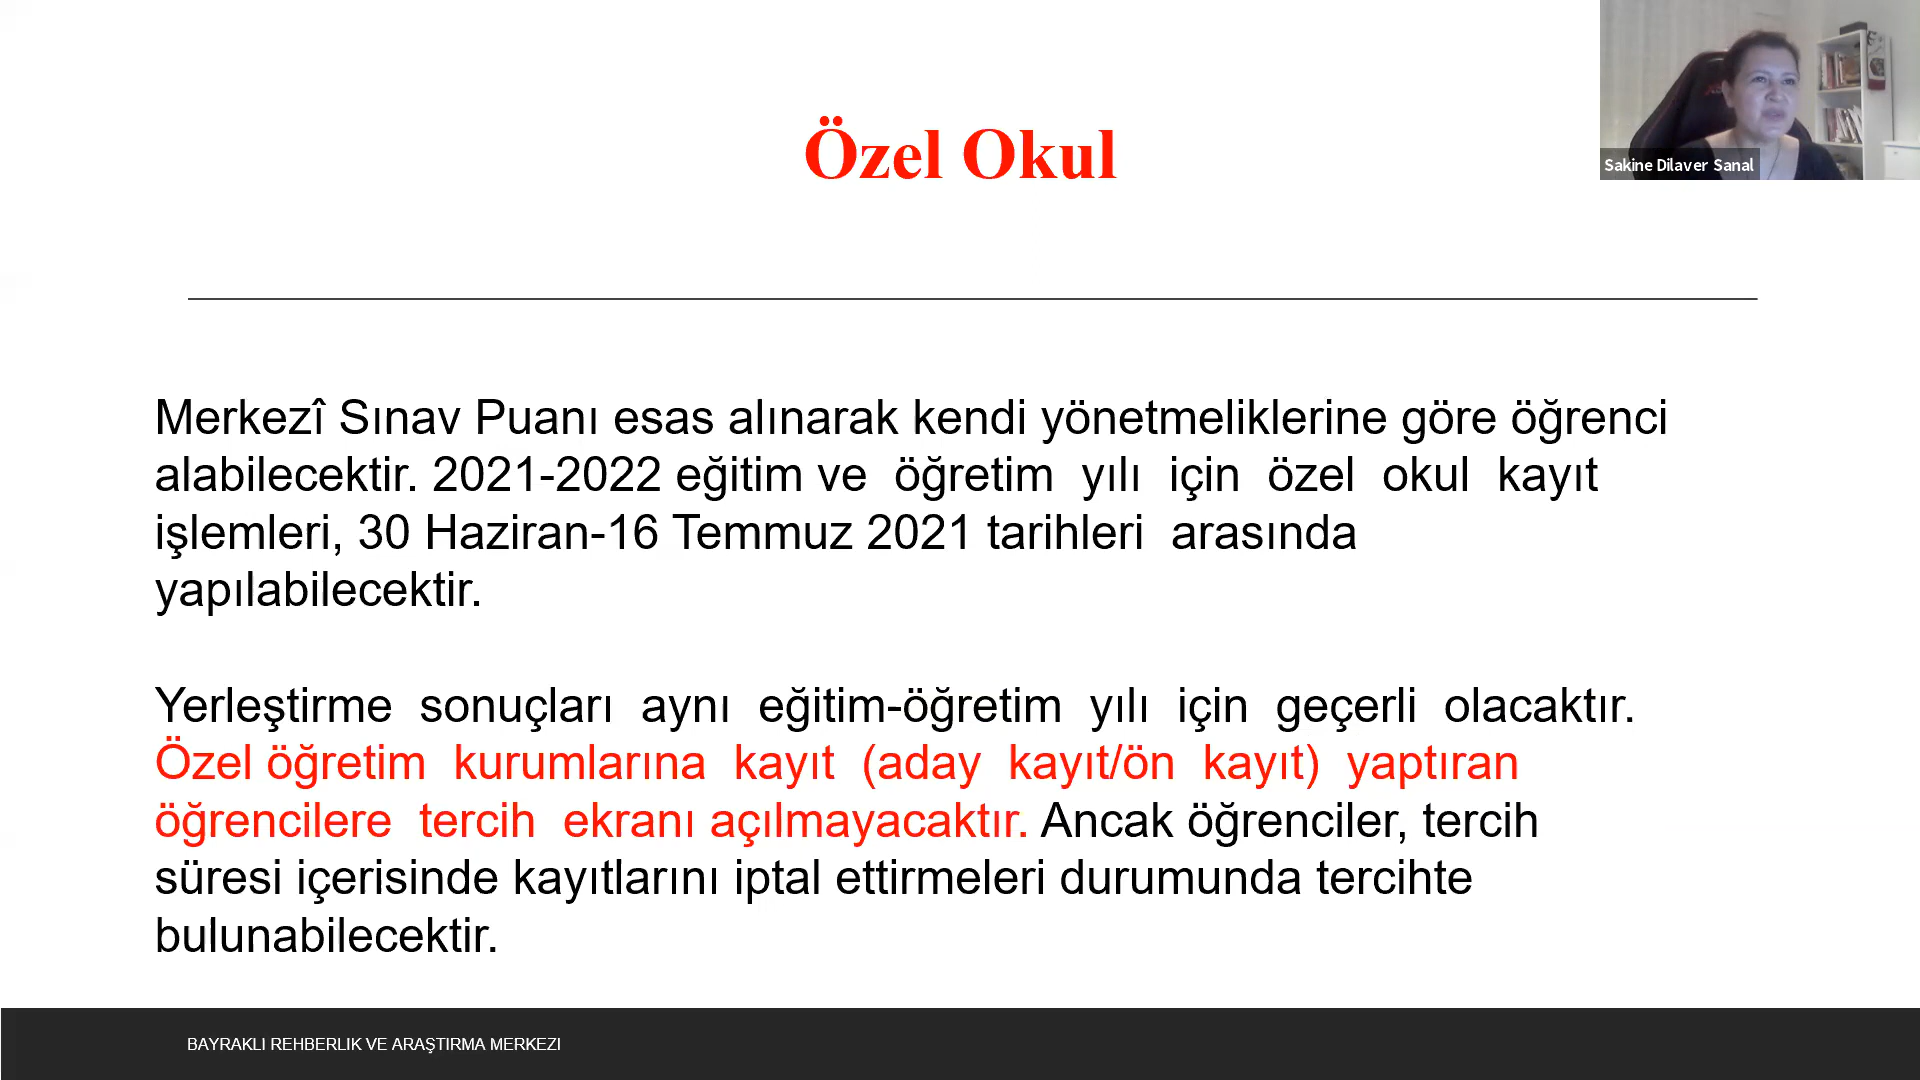 Özel Okul
Sakine Dilaver Sanal
Merkezî Sınav Puanı esas alınarak kendi yönetmeliklerine göre öğrenci
alabilecektir. 2021-2022 eğitim ve öğretim yılı için özel okul kayıt
işlemleri, 30 Haziran-16 Temmuz 2021 tarihleri arasında
yapılabilecektir.
Yerleştirme sonuçları aynı eğitim-öğretim yılı için geçerli olacaktır.
Özel öğretim kurumlarına kayıt (aday kayıt/ön kayıt) yaptıran
öğrencilere tercih ekranı açılmayacaktır. Ancak öğrenciler, tercih
süresi içerisinde kayıtlarını iptal ettirmeleri durumunda tercihte
bulunabilecektir.
BAYRAKLI REHBERLIK VE ARAŞTIRMA MERKEZI